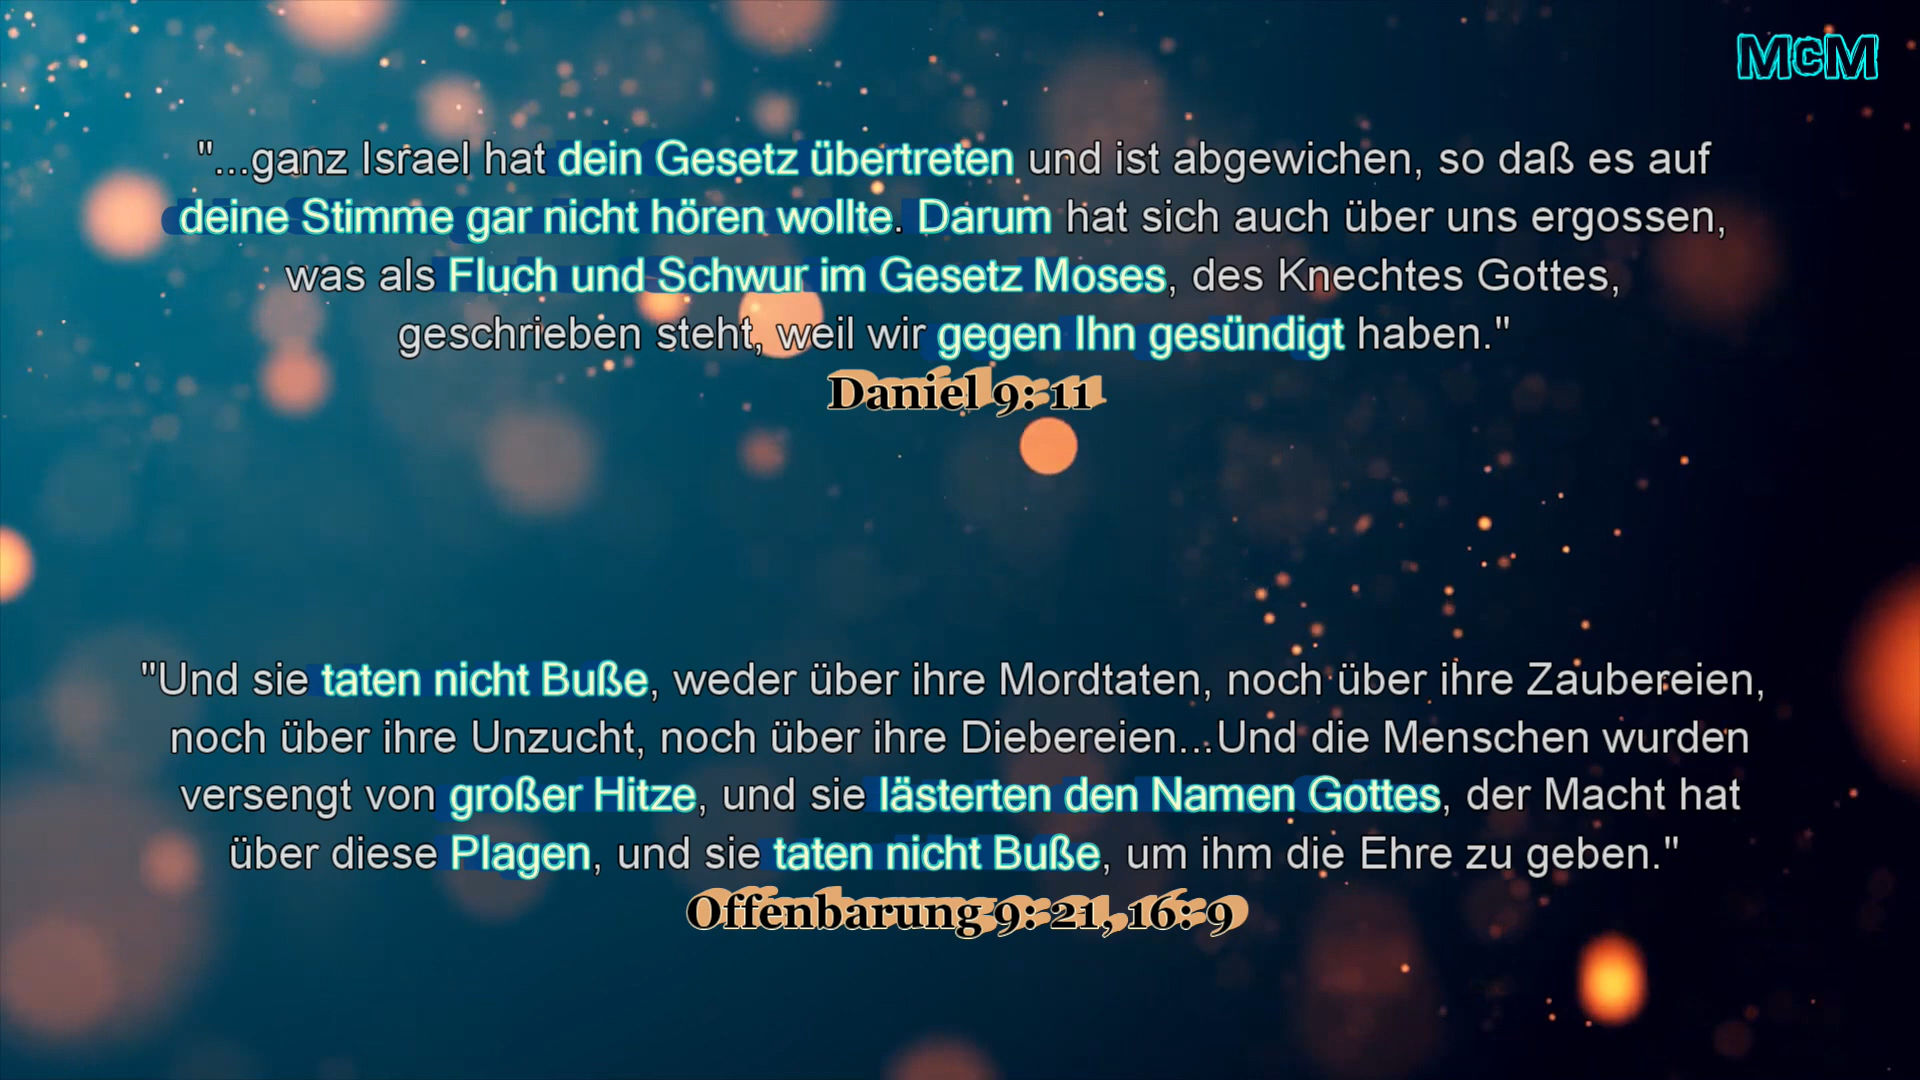 McM
"...ganz Israel hat dein Gesetz übertreten und ist abgewichen, so daß es auf
deine Stimme gar nicht hören wollte. Darum hat sich auch über uns ergossen,
was als Fluch und Schwur im Gesetz Moses, des Knechtes Gottes,
geschrieben steht, weil wir gegen Ihn gesündigt haben."
Daniel 9: 11
"Und sie taten nicht Buße, weder über ihre Mordtaten, noch über ihre Zaubereien,
noch über ihre Unzucht, noch über ihre Diebereien...Und die Menschen wurden
versengt von großer Hitze, und sie lästerten den Namen Gottes, der Macht hat
über diese Plagen, und sie taten nicht Buße, um ihm die Ehre zu geben."
Offenbarung 9: 21, 16: 9